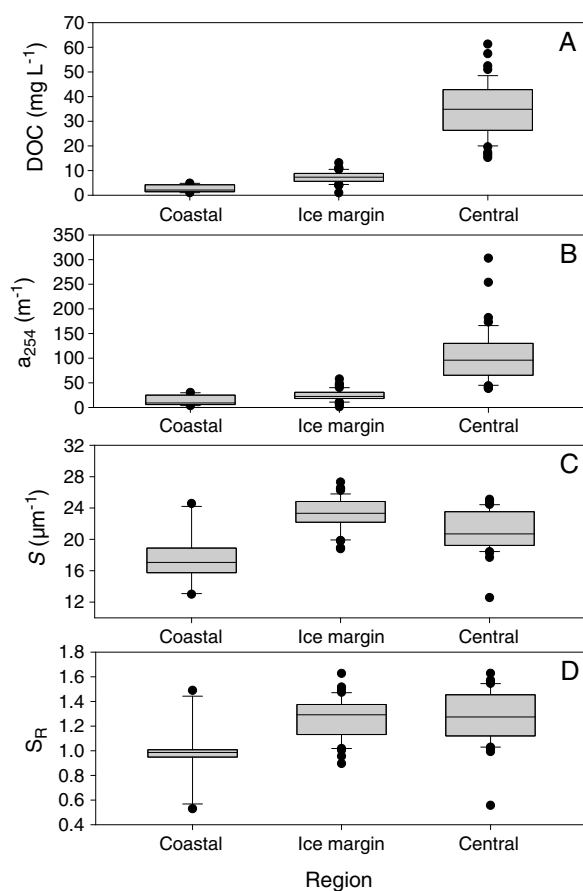 A
DOC (mg L-1)
70
60
50
40
30
20
10
0
Coastal Ice margin Central
B
a254 (m-1)
350
300
250
200
150
100
50
0
Coastal Ice margin Central
C
S (μm-1)
28
24
20
16
12
Coastal Ice margin Central
D
SR
1.8
1.6
1.4
1.2
1.0
0.8
0.6
0.4
Coastal Ice margin Central
Region